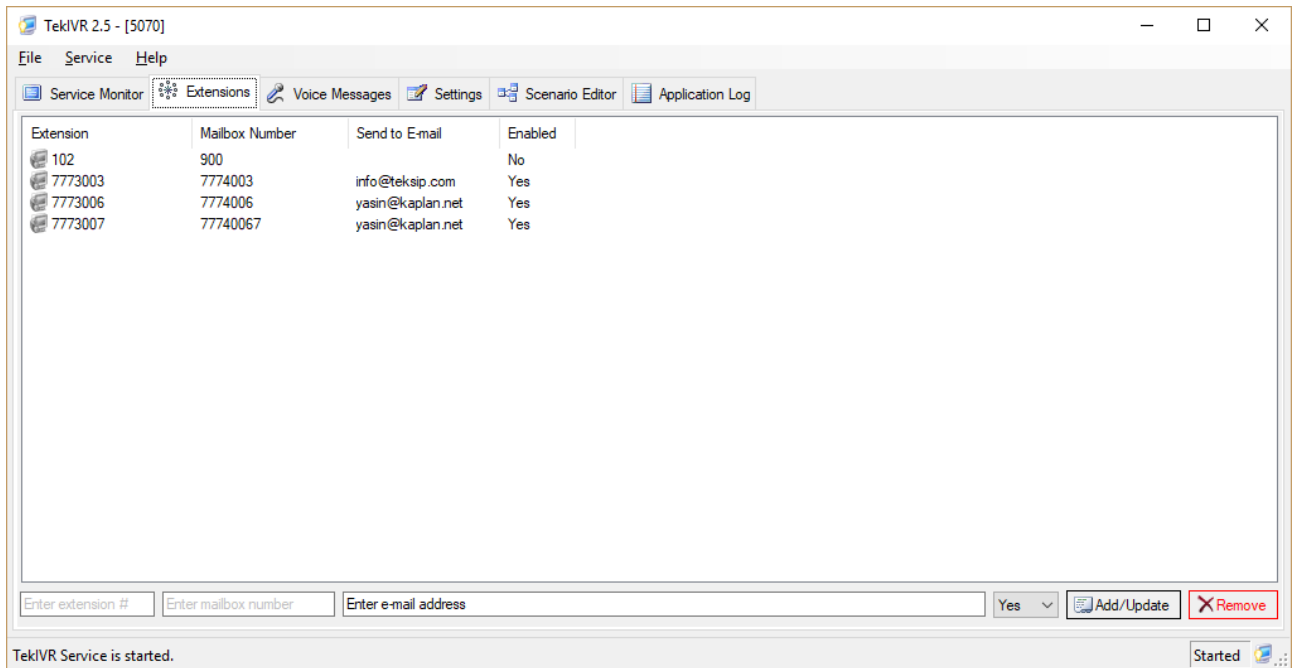 TekIVR 2.5 - [5070]
File Service Help
Service Monitor Extensions Voice Messages Settings Scenario Editor Application Log
Extension Mailbox Number Send to E-mail Enabled
102 900 No
7773003 7774003 info@teksip.com Yes
7773006 7774006 yasin@kaplan.net Yes
7773007 77740067 yasin@kaplan.net Yes
Enter extension # Enter mailbox number Enter e-mail address Yes Add/Update Remove
TekIVR Service is started. Started